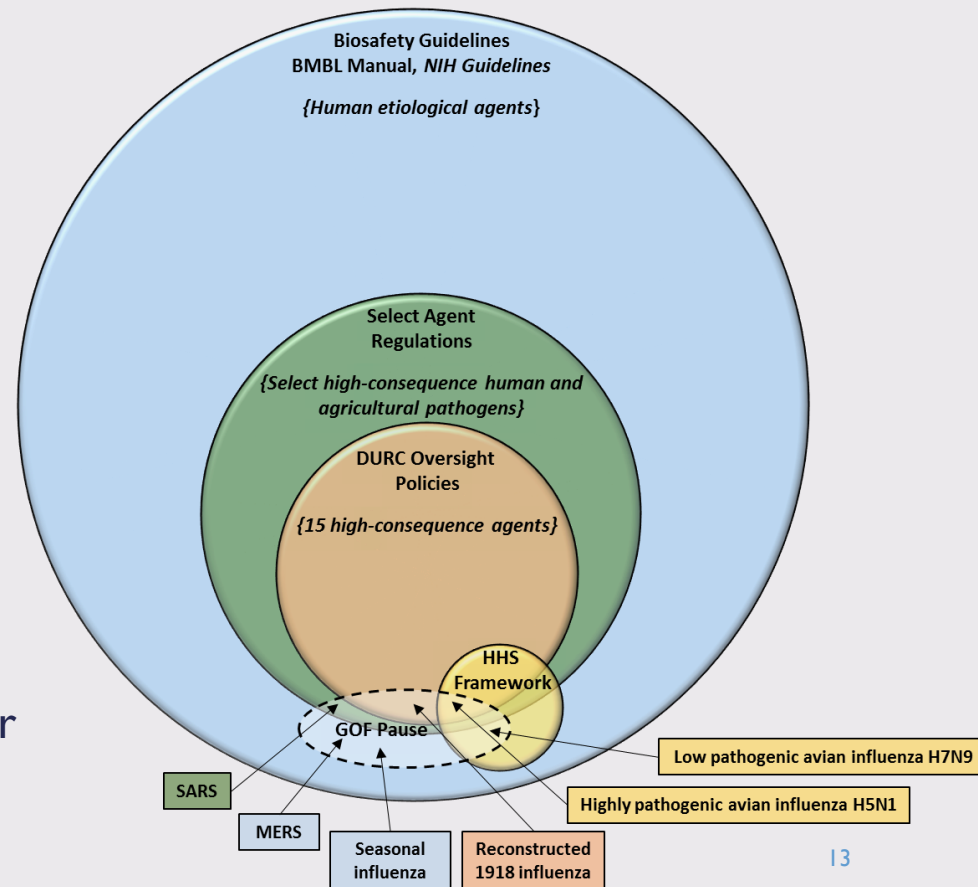 Biosafety Guidelines
BMBL Manual, NIH Guidelines
{Human etiological agents}
Select Agent
Regulations
{Select high-consequence human and
agricultural pathogens}
DURC Oversight
Policies
{15 high-consequence agents}
HHS
Framework
GOF Pause
r
Low pathogenic avian influenza H7N9
SARS
Highly pathogenic avian influenza H5N1
MERS
Seasonal
influenza
Reconstructed
1918 influenza
13